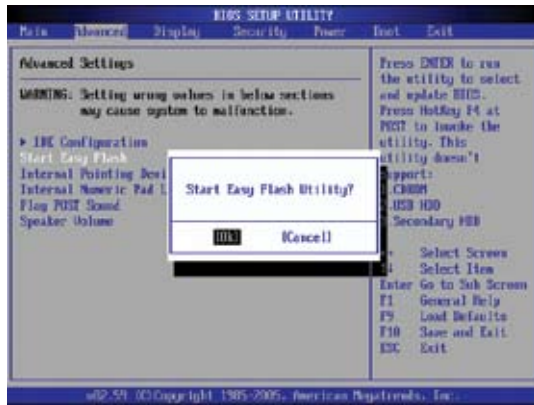 BIOS SETUP UTILITY
Main Advanced Display Security Power Boot Exit
Advanced Settings
WARNING: Setting wrong values in below sections
may cause system to malfunction.
IDE Configuration
Start Easy Flash
Internal Pointing Devi
Internal Numeric Pad L
Play POST Sound
Speaker Volume
Start Easy Flash Utility?
[Ok] [Cancel]
Press ENTER to run
the utility to select
and update BIOS.
Press HotKey F4 at
POST to invoke the
utility. This
utility doesn't
upport:
CDROM
USB HDD
Secondary HDD
Select Screen
Select Item
Enter Go to Sub Screen
F1 General Help
F9 Load Defaults
F10 Save and Exit
ESC Exit
v02.59 (C)Copyright 1985-2005, American Megatrends, Inc.